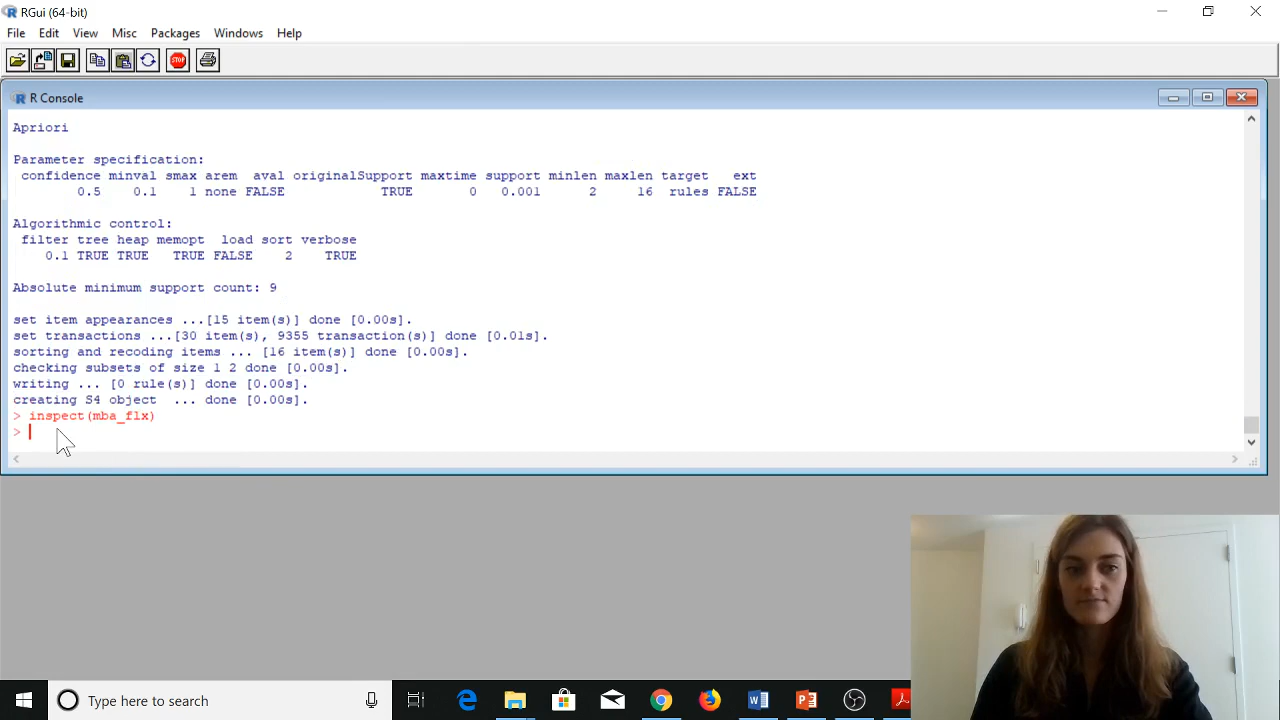 RGui (64-bit)
File Edit View Misc Packages Windows Help
STOP
R Console
Apriori
Parameter specification:
confidence minval smax arem aval originalSupport maxtime support minlen maxlen target ext
0.5 0.1 1 none FALSE TRUE 0 0.001 2 16 rules FALSE
Algorithmic control:
filter tree heap memopt load sort verbose
0.1 TRUE TRUE TRUE FALSE 2 TRUE
Absolute minimum support count: 9
set item appearances ...[15 item(s)] done [0.00s].
set transactions ...[30 item(s), 9355 transaction(s)] done [0.01s].
sorting and recoding items ... [16 item(s)] done [0.00s].
checking subsets of size 1 2 done [0.00s].
writing ... [0 rule(s)] done [0.00s].
creating S4 object ... done [0.00s].
> inspect(mba_flx)
>
Type here to search